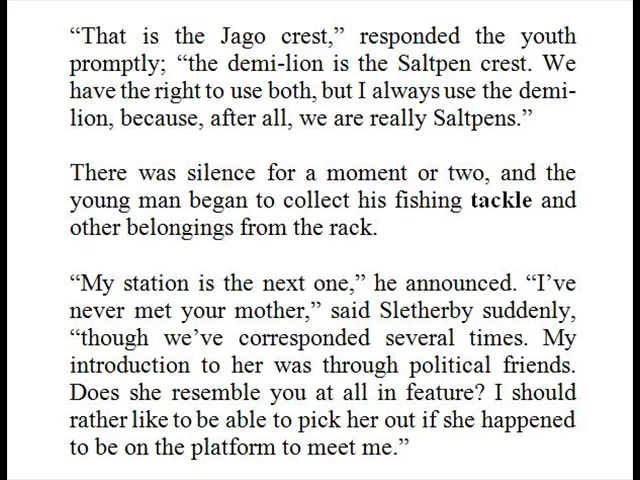 “That is the Jago crest,” responded the youth
promptly; “the demi-lion is the Saltpen crest. We
have the right to use both, but I always use the demi-
lion, because, after all, we are really Saltpens.”
There was silence for a moment or two, and the
young man began to collect his fishing tackle and
other belongings from the rack.
“My station is the next one,” he announced. “I’ve
never met your mother,” said Sletherby suddenly,
“though we’ve corresponded several times. My
introduction to her was through political friends.
Does she resemble you at all in feature? I should
rather like to be able to pick her out if she happened
to be on the platform to meet me.”